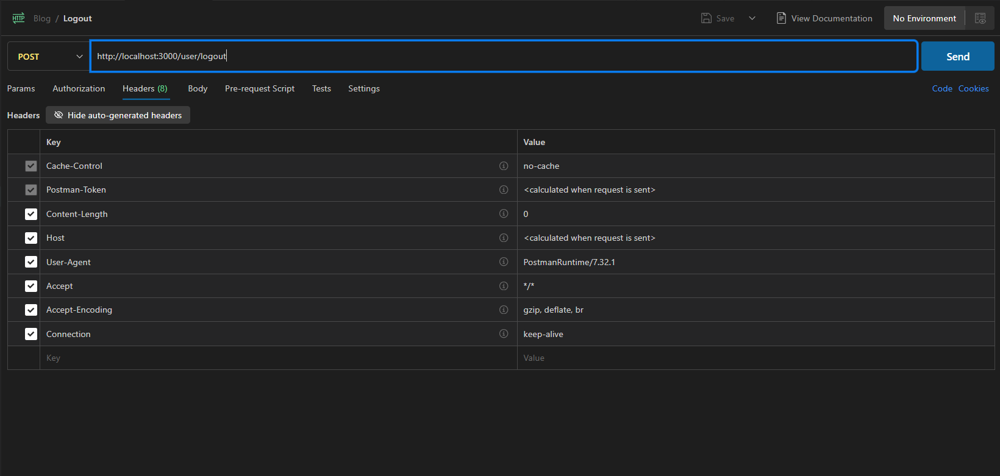 HTTP Blog / Logout Save View Documentation No Environment
POST http://localhost:3000/user/logout Send
Params Authorization Headers (8) Body Pre-request Script Tests Settings Code Cookies
Headers Hide auto-generated headers
Key Value
Cache-Control no-cache
Postman-Token <calculated when request is sent>
Content-Length 0
Host <calculated when request is sent>
User-Agent PostmanRuntime/7.32.1
Accept */*
Accept-Encoding gzip, deflate, br
Connection keep-alive
Key Value